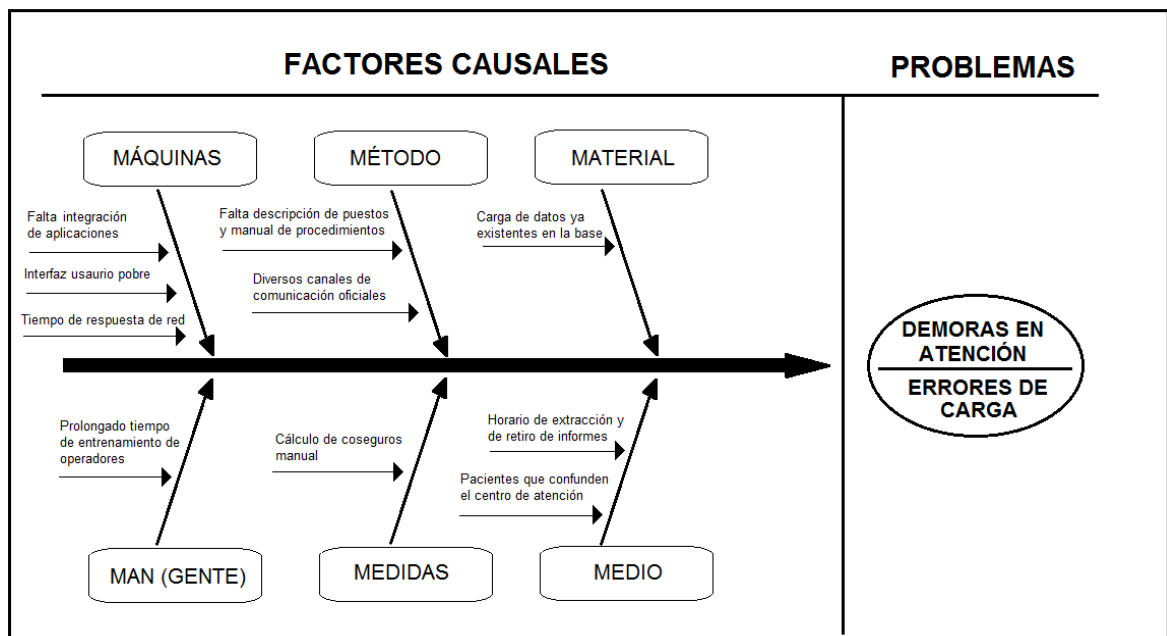 FACTORES CAUSALES
PROBLEMAS
MÁQUINAS
MÉTODO
MATERIAL
Falta integración
de aplicaciones
Interfaz usaurio pobre
Tiempo de respuesta de red
Falta descripción de puestos
y manual de procedimientos
Diversos canales de
comunicación oficiales
Carga de datos ya
existentes en la base
DEMORAS EN
ATENCIÓN
ERRORES DE
CARGA
Prolongado tiempo
de entrenamiento de
operadores
Cálculo de coseguros
manual
Horario de extracción y
de retiro de informes
Pacientes que confunden
el centro de atención
MAN (GENTE)
MEDIDAS
MEDIO